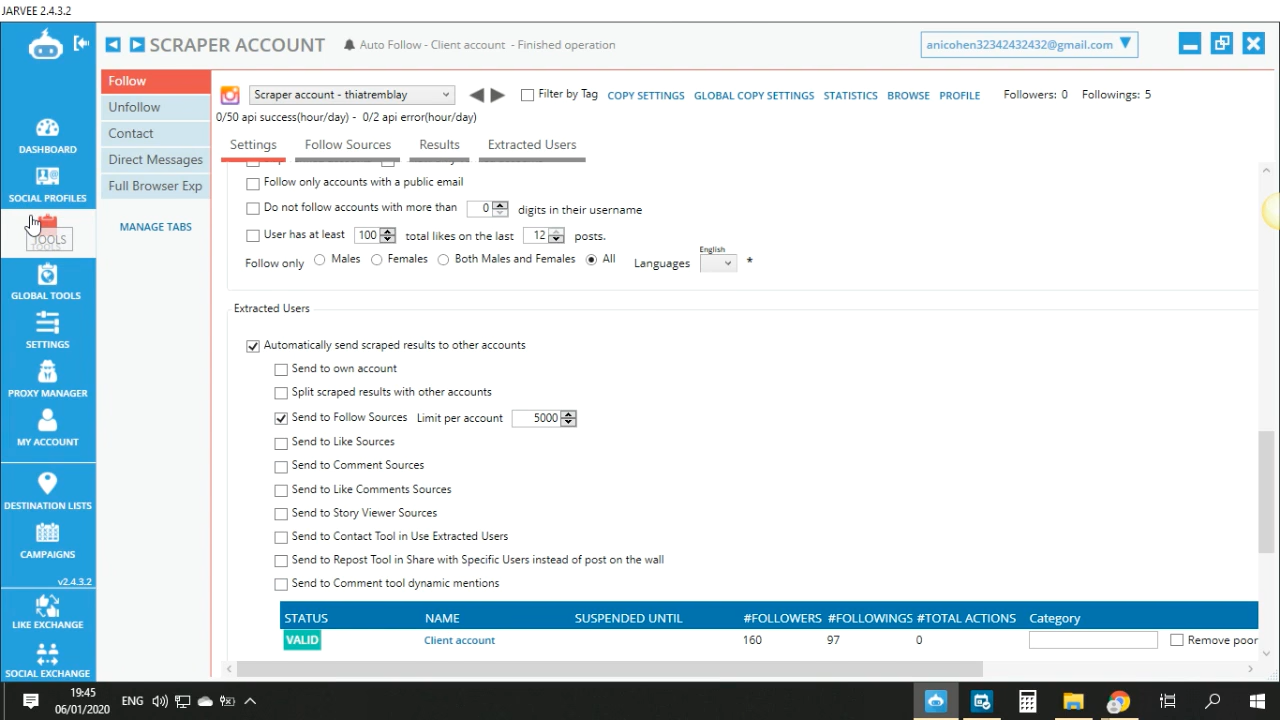 JARVEE 2.4.3.2
SCRAPER ACCOUNT
Auto Follow - Client account - Finished operation
anicohen32342432432@gmail.com
DASHBOARD
SOCIAL PROFILES
TOOLS
GLOBAL TOOLS
SETTINGS
PROXY MANAGER
MY ACCOUNT
DESTINATION LISTS
CAMPAIGNS
v2.4.3.2
LIKE EXCHANGE
SOCIAL EXCHANGE
Follow
Unfollow
Contact
Direct Messages
Full Browser Exp
MANAGE TABS
Scraper account - thiatremblay
Filter by Tag COPY SETTINGS GLOBAL COPY SETTINGS STATISTICS BROWSE PROFILE Followers: 0 Followings: 5
0/50 api success(hour/day) - 0/2 api error(hour/day)
Settings Follow Sources Results Extracted Users
Follow only accounts with a public email
Do not follow accounts with more than 0 digits in their username
User has at least 100 total likes on the last 12 posts.
Follow only Males Females Both Males and Females All Languages English *
Extracted Users
Automatically send scraped results to other accounts
Send to own account
Split scraped results with other accounts
Send to Follow Sources Limit per account 5000
Send to Like Sources
Send to Comment Sources
Send to Like Comments Sources
Send to Story Viewer Sources
Send to Contact Tool in Use Extracted Users
Send to Repost Tool in Share with Specific Users instead of post on the wall
Send to Comment tool dynamic mentions
STATUS NAME SUSPENDED UNTIL #FOLLOWERS #FOLLOWINGS #TOTAL ACTIONS Category
VALID Client account 160 97 0 Remove poor
19:45
06/01/2020
ENG